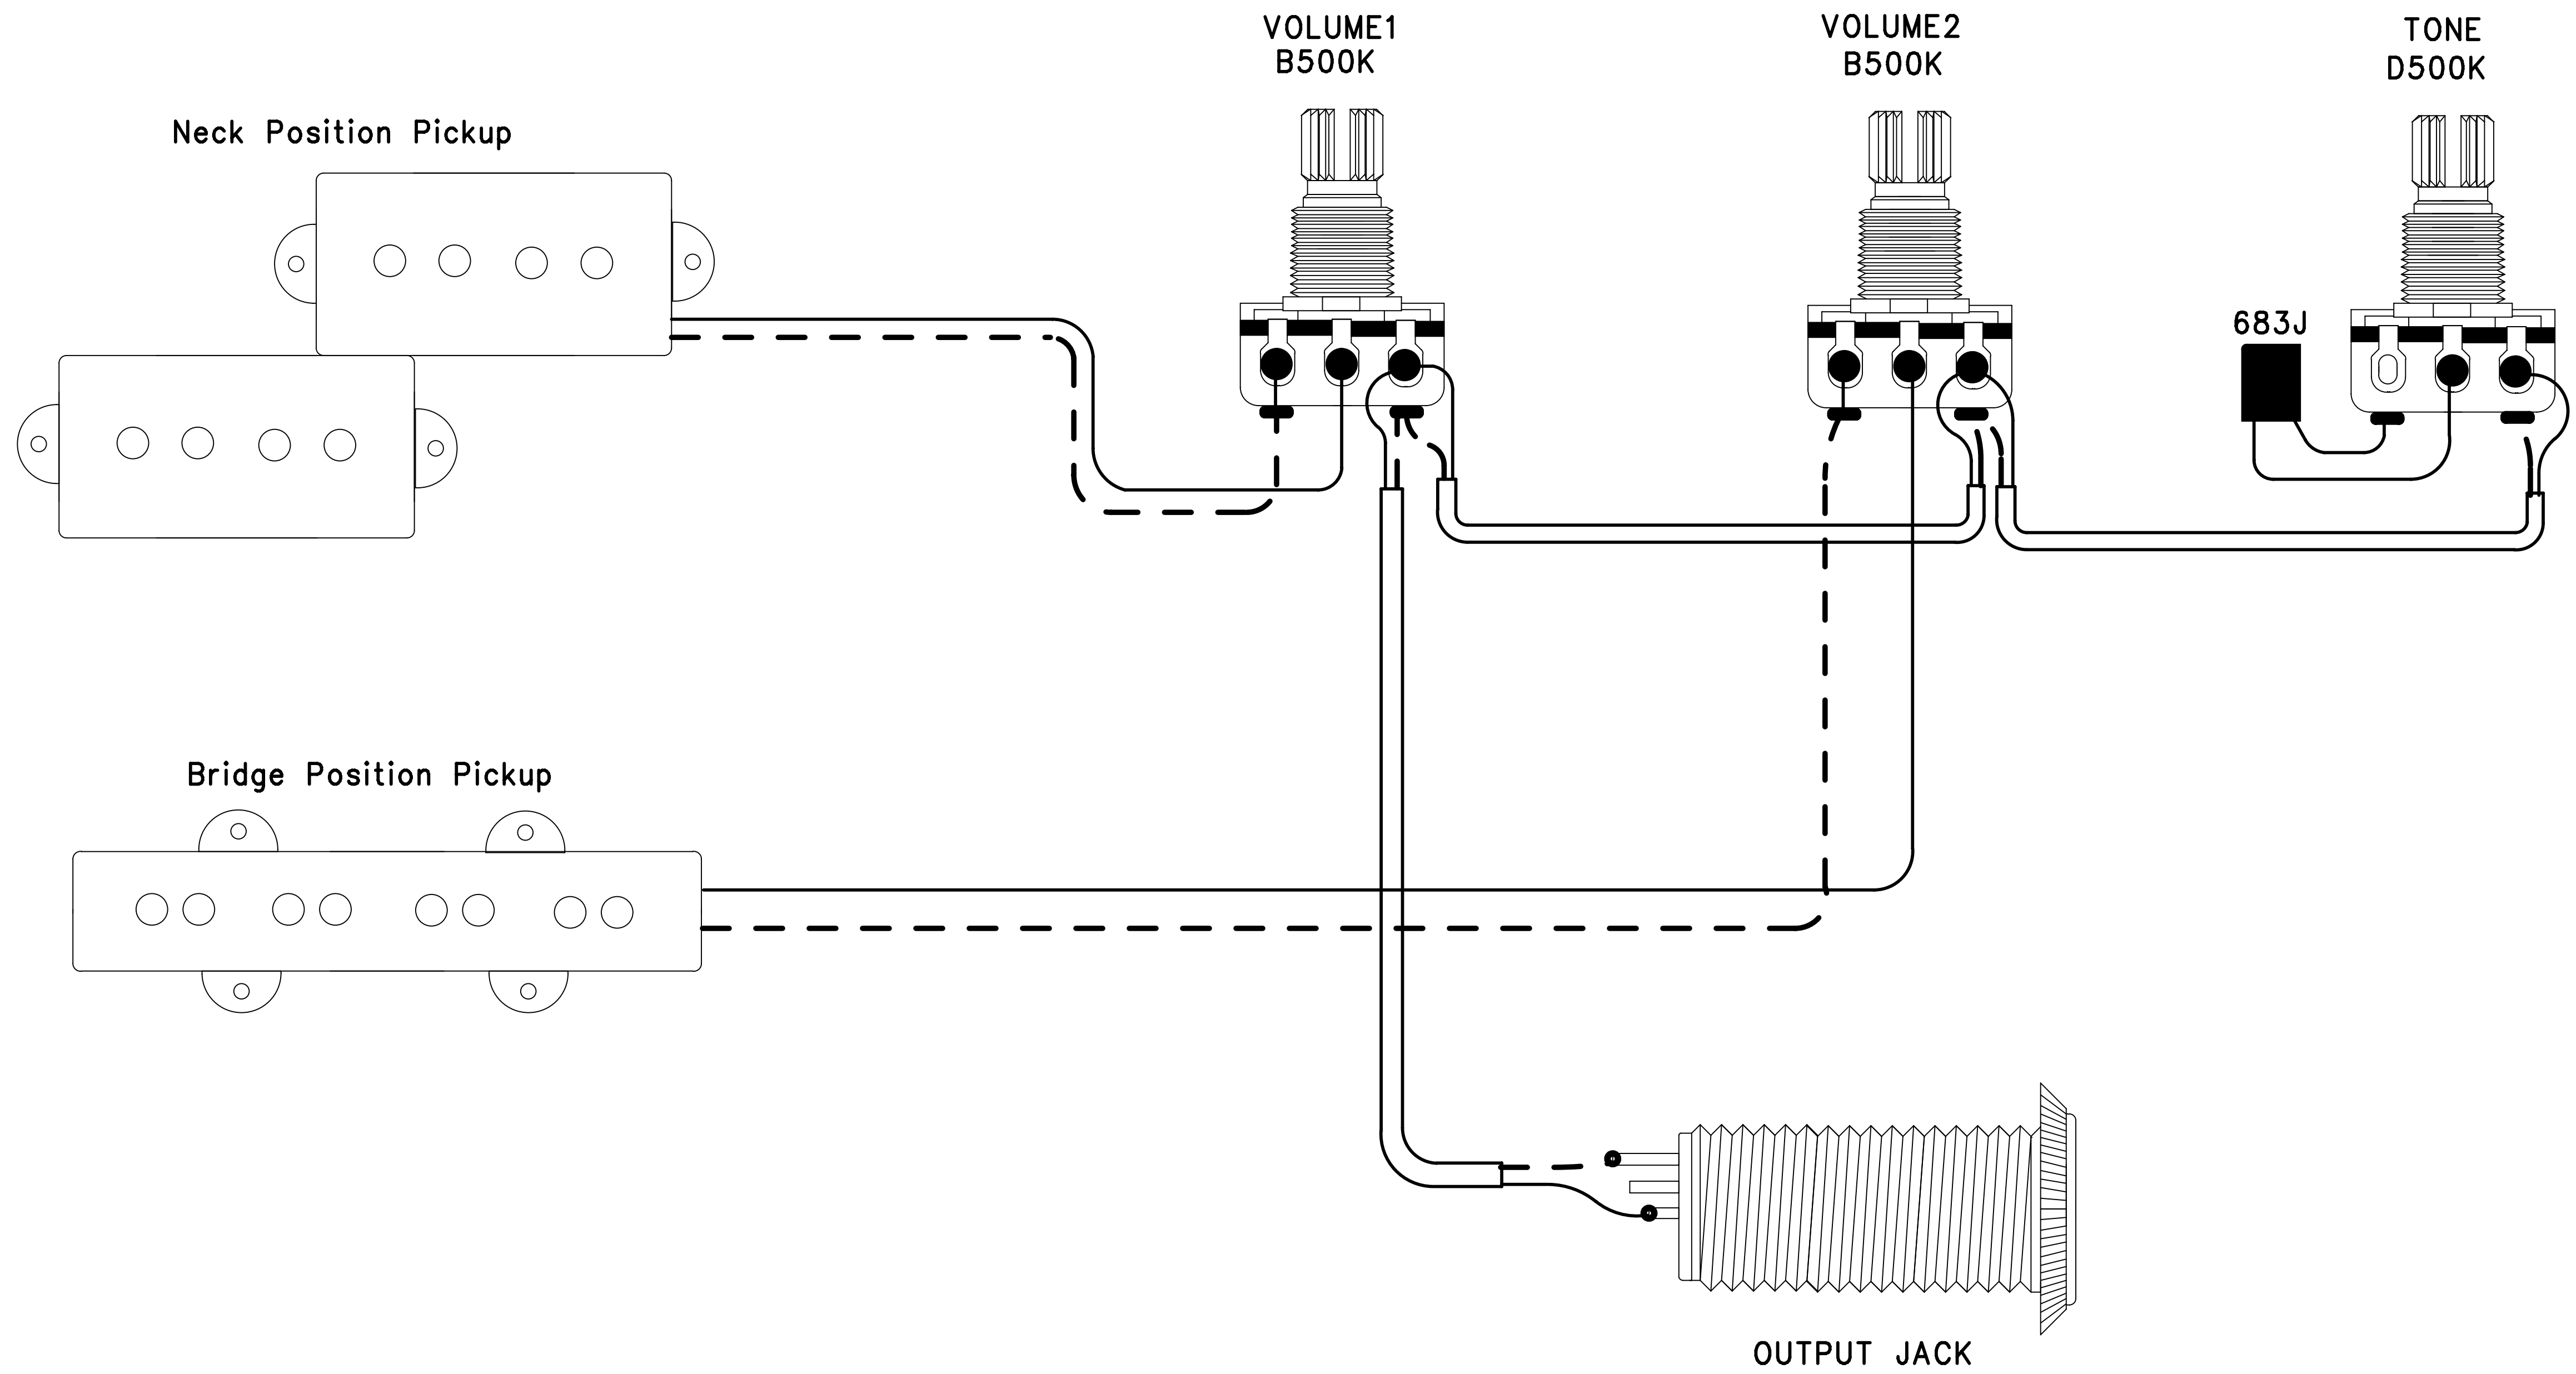 VOLUME1
B500K
VOLUME2
B500K
TONE
D500K
Neck Position Pickup
683J
Bridge Position Pickup
OUTPUT JACK